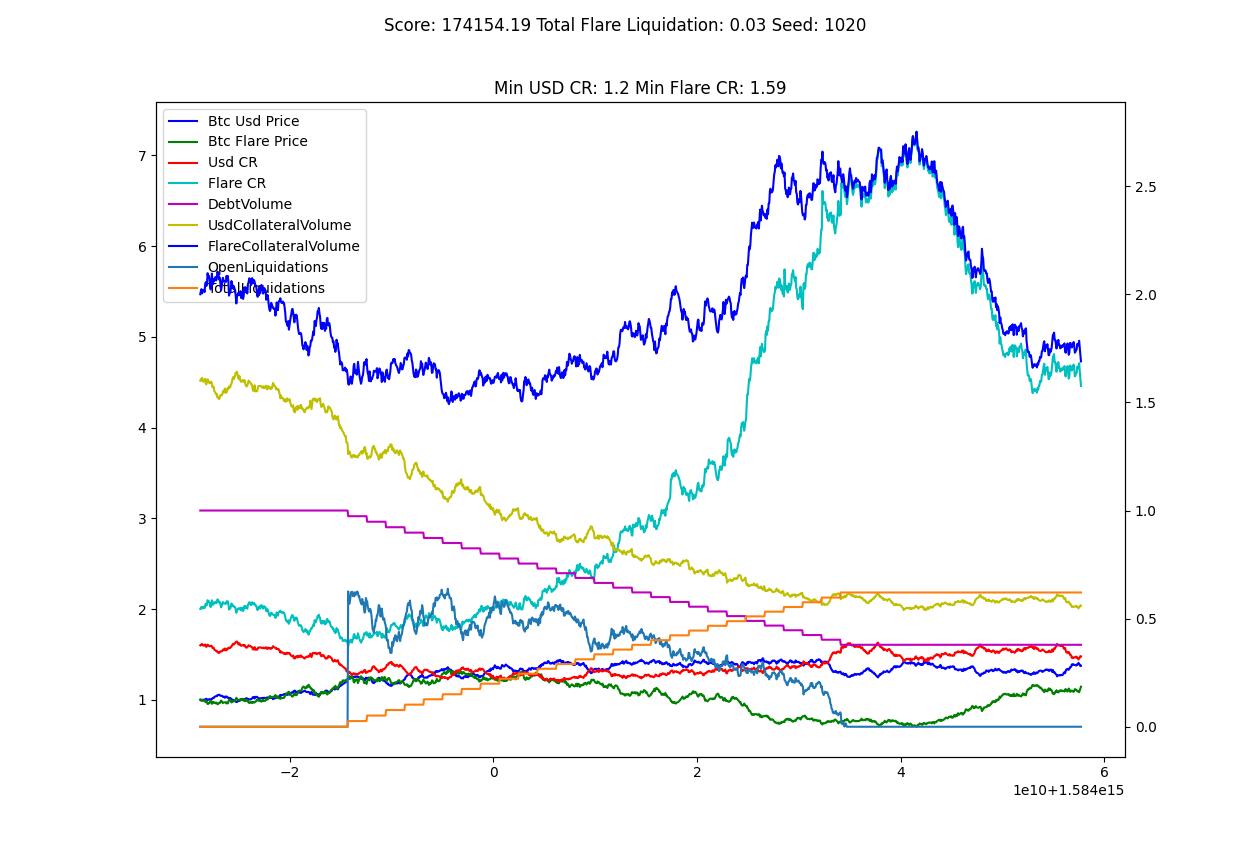 Score: 174154.19 Total Flare Liquidation: 0.03 Seed: 1020
Min USD CR: 1.2 Min Flare CR: 1.59
Btc Usd Price
Btc Flare Price
Usd CR
Flare CR
DebtVolume
UsdCollateralVolume
FlareCollateralVolume
OpenLiquidations
TotalLiquidations
7
6
5
4
3
2
1
2.5
2.0
1.5
1.0
0.5
0.0
−2
0
2
4
6
1e10+1.584e15